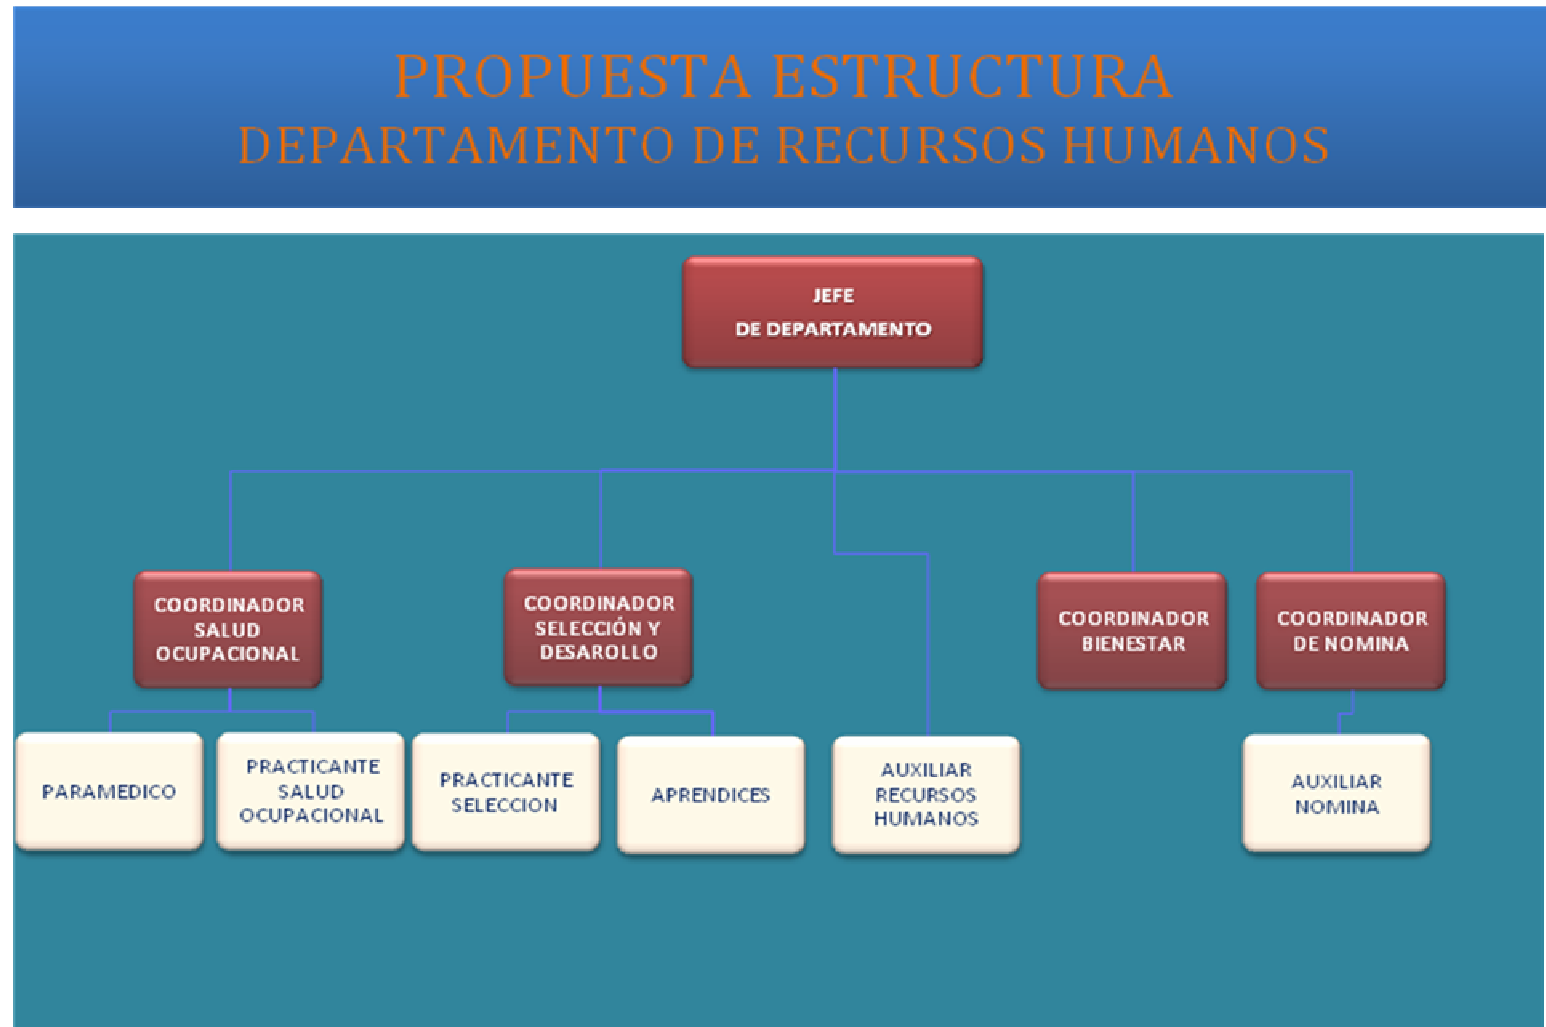 PROPUESTA ESTRUCTURA
DEPARTAMENTO DE RECURSOS HUMANOS
JEFE
DE DEPARTAMENTO
COORDINADOR
SALUD
OCUPACIONAL
COORDINADOR
SELECCIÓN Y
DESAROLLO
COORDINADOR
BIENESTAR
COORDINADOR
DE NOMINA
PARAMEDICO
PRACTICANTE
SALUD
OCUPACIONAL
PRACTICANTE
SELECCION
APRENDICES
AUXILIAR
RECURSOS
HUMANOS
AUXILIAR
NOMINA